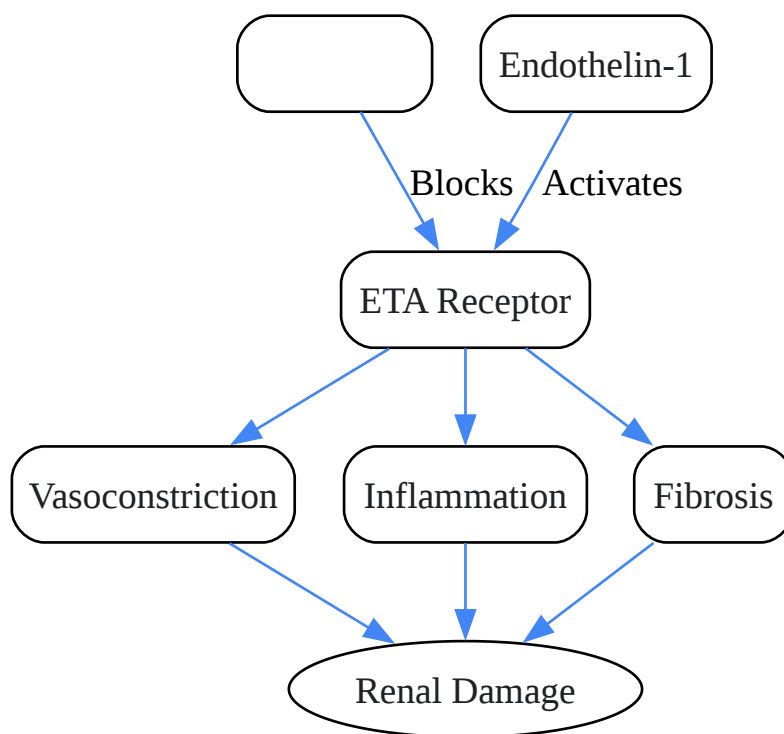 Endothelin-1
Blocks
Activates
ETA Receptor
Vasoconstriction
Inflammation
Fibrosis
Renal Damage